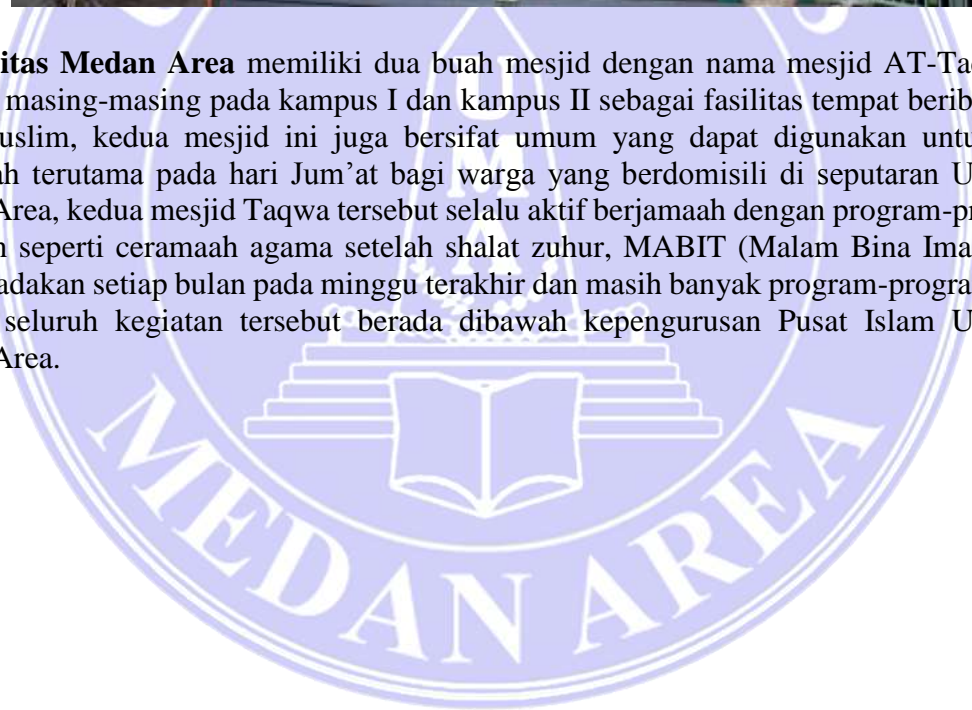 itas Medan Area memiliki dua buah mesjid dengan nama mesjid AT-Ta
masing-masing pada kampus I dan kampus II sebagai fasilitas tempat berib
uslim, kedua mesjid ini juga bersifat umum yang dapat digunakan untu
ah terutama pada hari Jum’at bagi warga yang berdomisili di seputaran U
Area, kedua mesjid Taqwa tersebut selalu aktif berjamaah dengan program-p
n seperti ceramaah agama setelah shalat zuhur, MABIT (Malam Bina Ima
adakan setiap bulan pada minggu terakhir dan masih banyak program-progra
seluruh kegiatan tersebut berada dibawah kepengurusan Pusat Islam U
Area.
UMA
MEDAN AREA